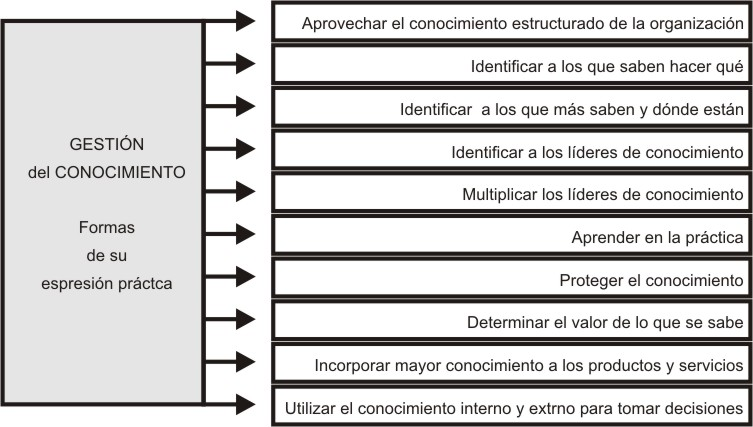 GESTIÓN
del CONOCIMIENTO
Formas
de su
espresión práctca
Aprovechar el conocimiento estructurado de la organización
Identificar a los que saben hacer qué
Identificar a los que más saben y dónde están
Identificar a los líderes de conocimiento
Multiplicar los líderes de conocimiento
Aprender en la práctica
Proteger el conocimiento
Determinar el valor de lo que se sabe
Incorporar mayor conocimiento a los productos y servicios
Utilizar el conocimiento interno y extrno para tomar decisiones